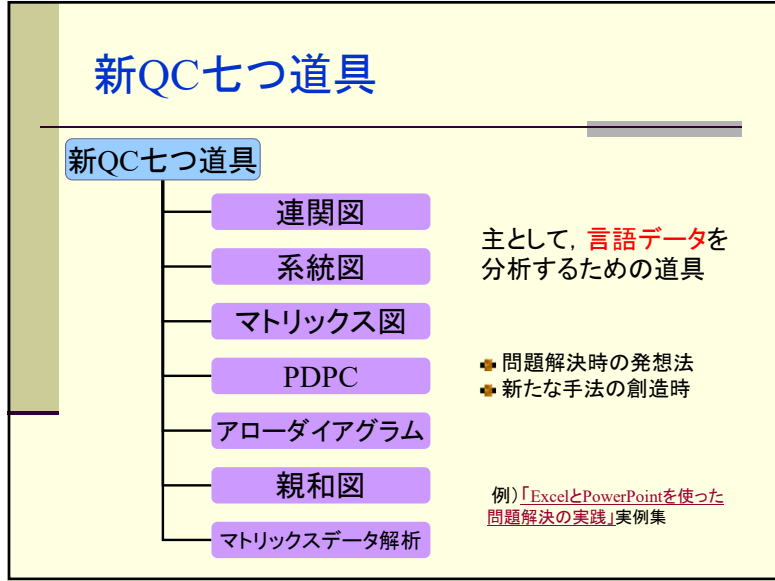 新QC七つ道具
新QC七つ道具
連関図
系統図
マトリックス図
PDPC
アローダイアグラム
親和図
マトリックスデータ解析
主として，言語データを
分析するための道具
問題解決時の発想法
新たな手法の創造時
例）「ExcelとPowerPointを使った
問題解決の実践」実例集